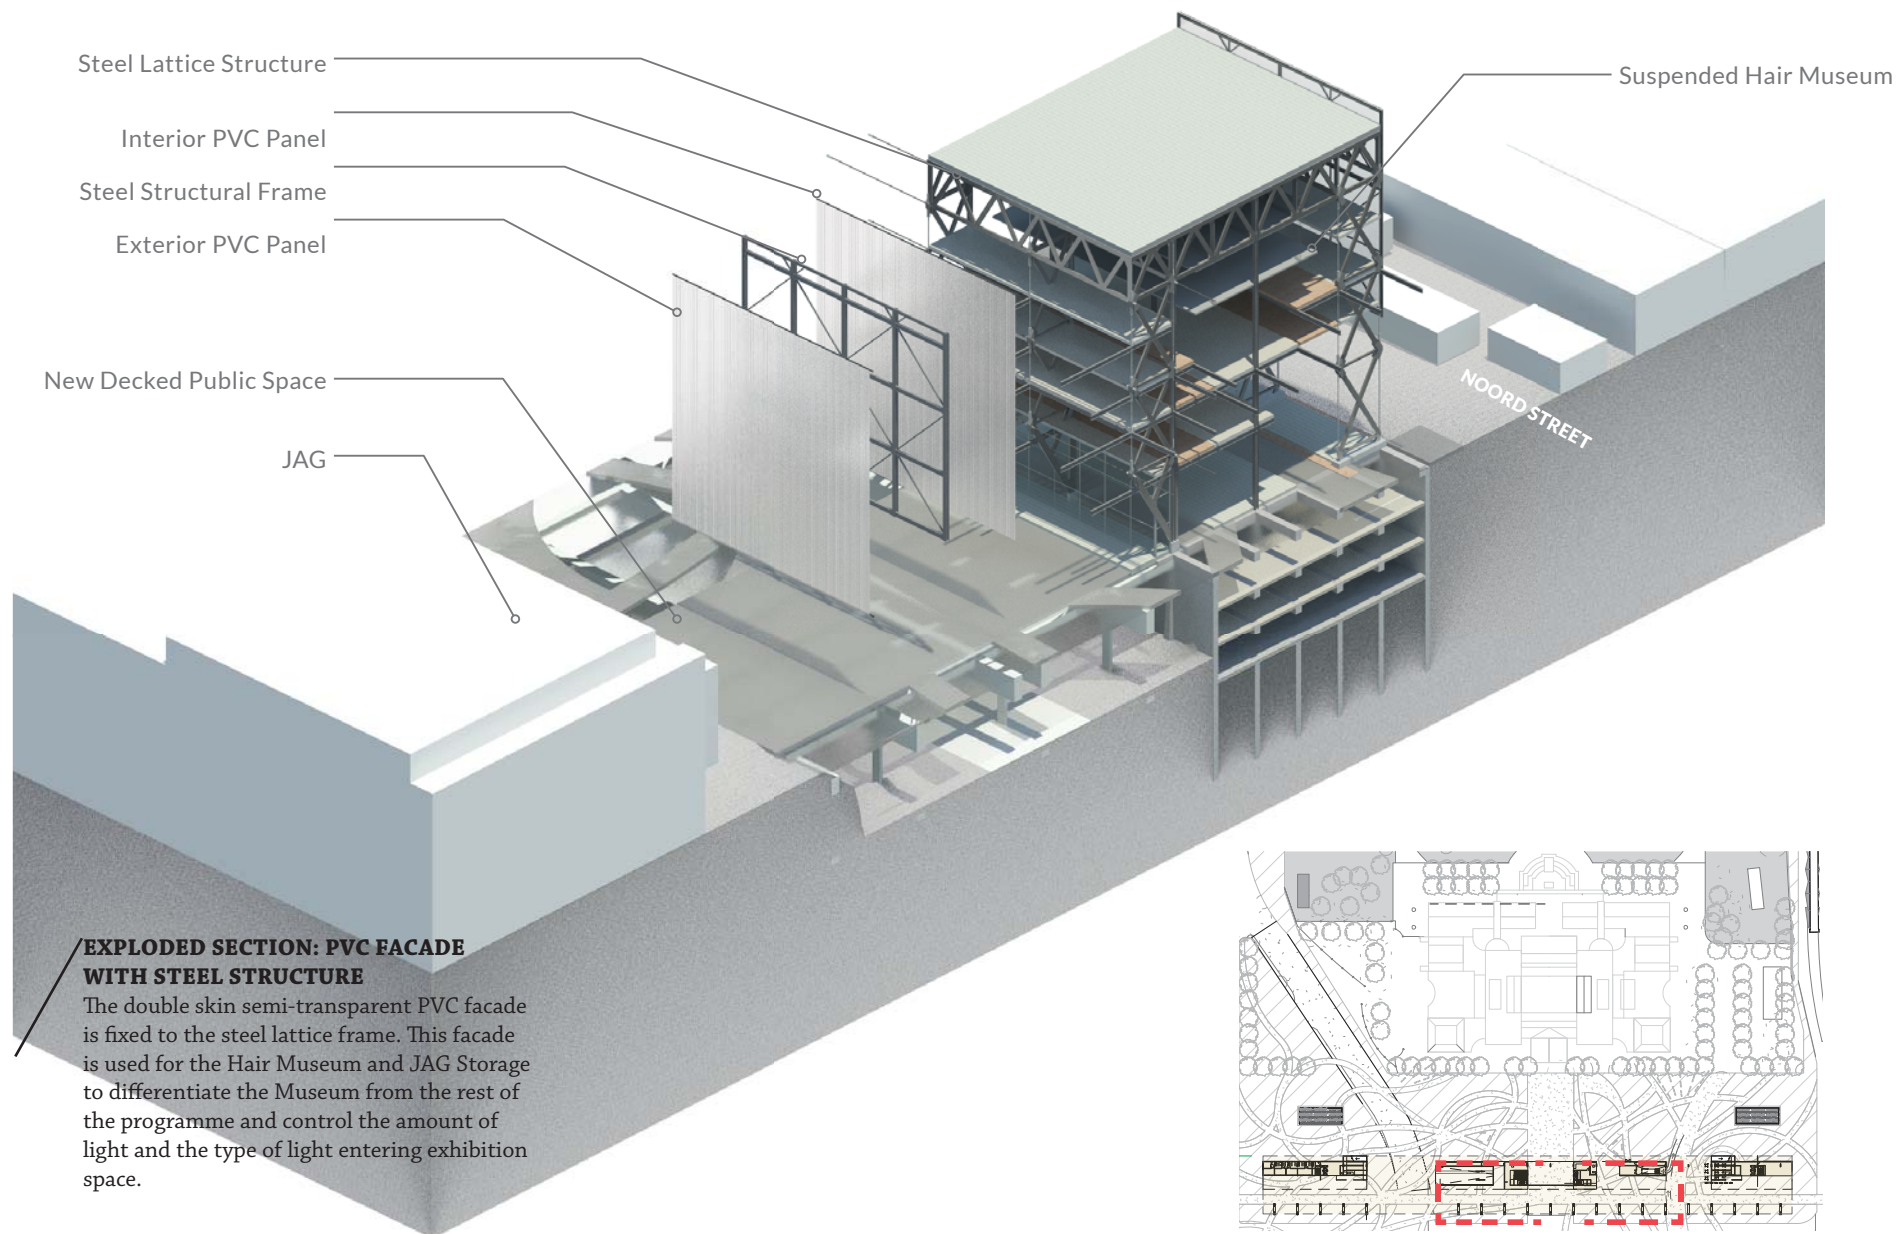 Steel Lattice Structure
Suspended Hair Museum
Interior PVC Panel
Steel Structural Frame
Exterior PVC Panel
New Decked Public Space
NOORD STREET
JAG
EXPLODED SECTION: PVC FACADE
WITH STEEL STRUCTURE
The double skin semi-transparent PVC facade
is fixed to the steel lattice frame. This facade
is used for the Hair Museum and JAG Storage
to differentiate the Museum from the rest of
the programme and control the amount of
light and the type of light entering exhibition
space.